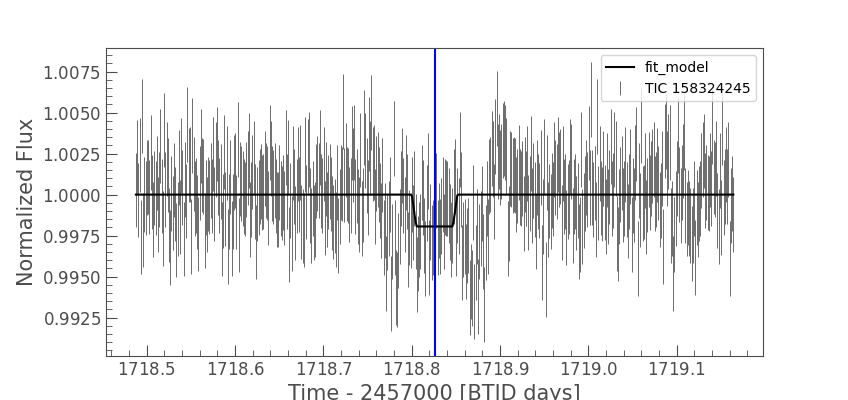 fit_model
TIC 158324245
Normalized Flux
1.0075
1.0050
1.0025
1.0000
0.9975
0.9950
0.9925
1718.5 1718.6 1718.7 1718.8 1718.9 1719.0 1719.1
Time - 2457000 [BTJD days]